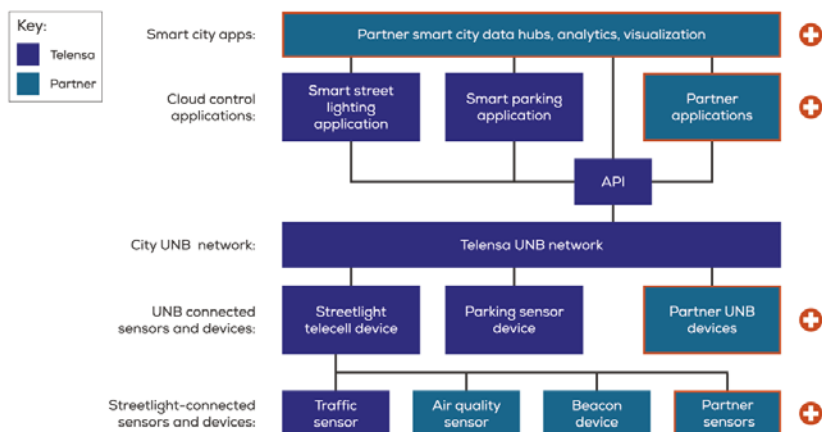 Key:
Telensa
Partner
Smart city apps:
Partner smart city data hubs, analytics, visualization
Cloud control
applications:
Smart street
lighting
application
Smart parking
application
Partner
applications
API
City UNB network:
Telensa UNB network
UNB connected
sensors and devices:
Streetlight
telecell device
Parking sensor
device
Partner UNB
devices
Streetlight-connected
sensors and devices:
Traffic
sensor
Air quality
sensor
Beacon
device
Partner
sensors